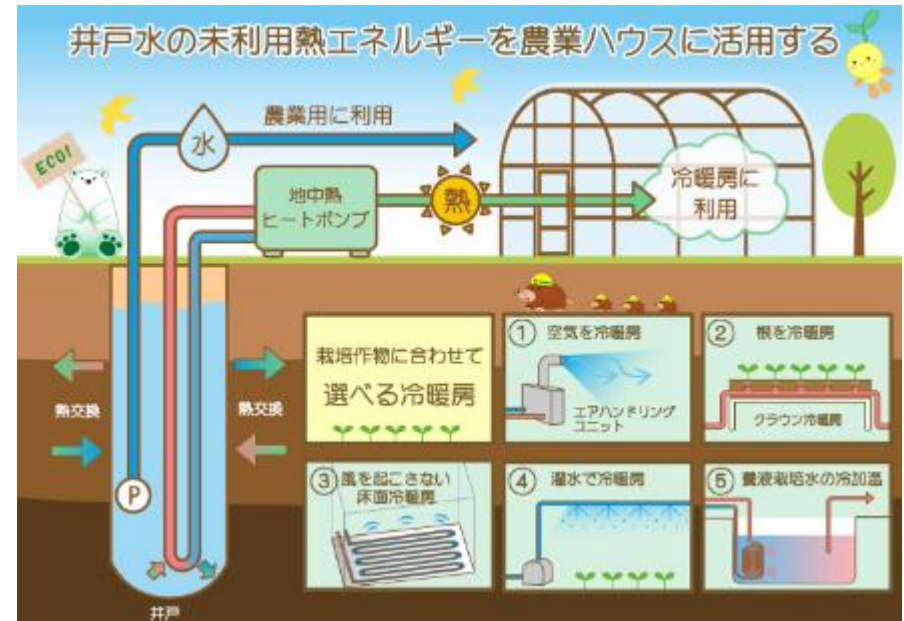 井戸水の未利用熱エネルギーを農業ハウスに活用する
ECO!
水
農業用に利用
地中熱
ヒートポンプ
熱
冷暖房に
利用
熱交換
熱交換
P
井戸
栽培作物に合わせて
選べる冷暖房
① 空気を冷暖房
エアハンドリング
ユニット
② 根を冷暖房
クラウン冷暖房
③ 風を起こさない
床面冷暖房
④ 灌水で冷暖房
⑤ 養液栽培水の冷加温